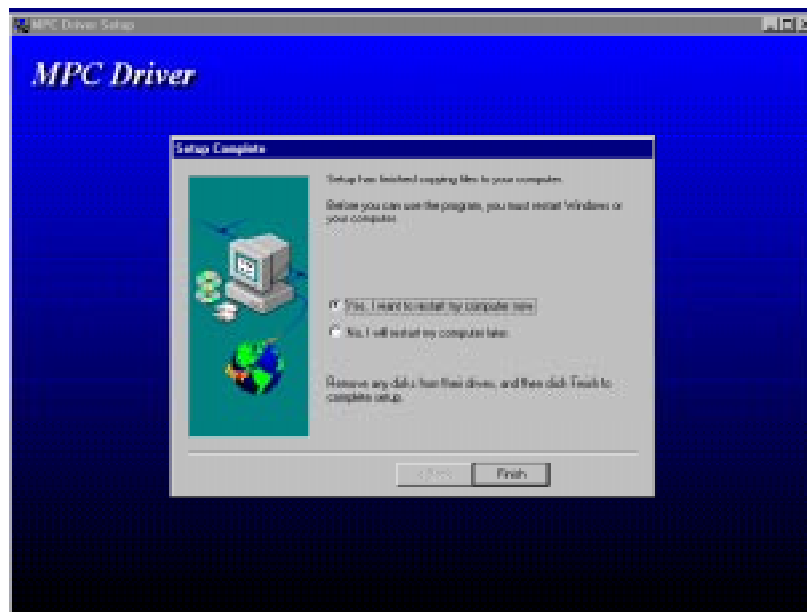 MPC Driver Setup
MPC Driver
Setup Complete
Setup has finished copying files to your computer.
Before you can use the program, you must restart Windows or
your computer.
Yes, I want to restart my computer now.
No, I will restart my computer later.
Remove any disks from their drives, and then click Finish to
complete setup.
< Back
Finish